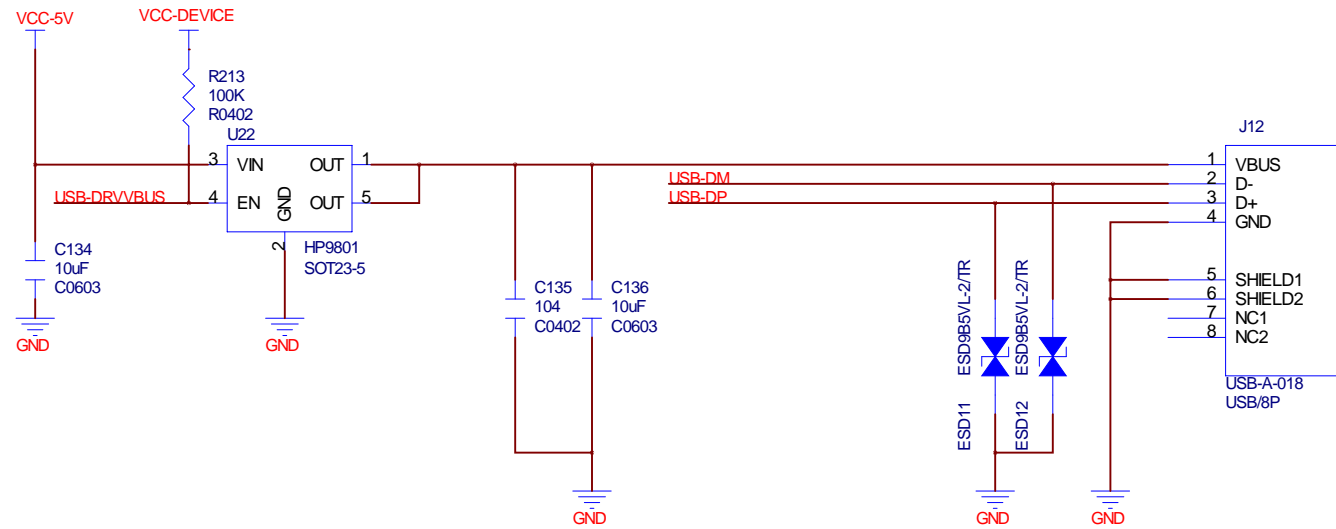 VCC-5V
VCC-DEVICE
R213
100K
R0402
U22
3 VIN OUT 1
4 EN OUT 5
GND
2
USB-DRVVBUS
HP9801
SOT23-5
C134
10uF
C0603
GND
GND
C135
104
C0402
C136
10uF
C0603
GND
USB-DM
USB-DP
ESD9B5VL-2/TR
ESD11
ESD9B5VL-2/TR
ESD12
GND
J12
1 VBUS
2 D-
3 D+
4 GND
5 SHIELD1
6 SHIELD2
7 NC1
8 NC2
USB-A-018
USB/8P
GND